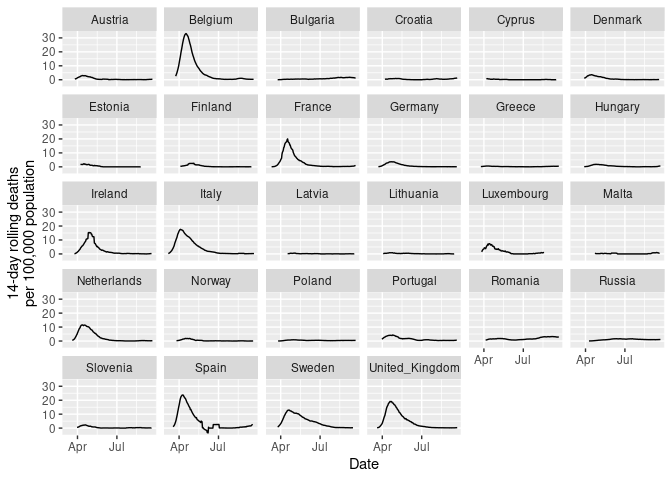 Austria Belgium Bulgaria Croatia Cyprus Denmark
30
20
10
0
Estonia Finland France Germany Greece Hungary
30
20
10
0
Ireland Italy Latvia Lithuania Luxembourg Malta
30
20
10
0
Netherlands Norway Poland Portugal Romania Russia
30
20
10
0
Apr Jul Apr Jul
Slovenia Spain Sweden United_Kingdom
30
20
10
0
Apr Jul Apr Jul Apr Jul Apr Jul
Date
14-day rolling deaths
per 100,000 population